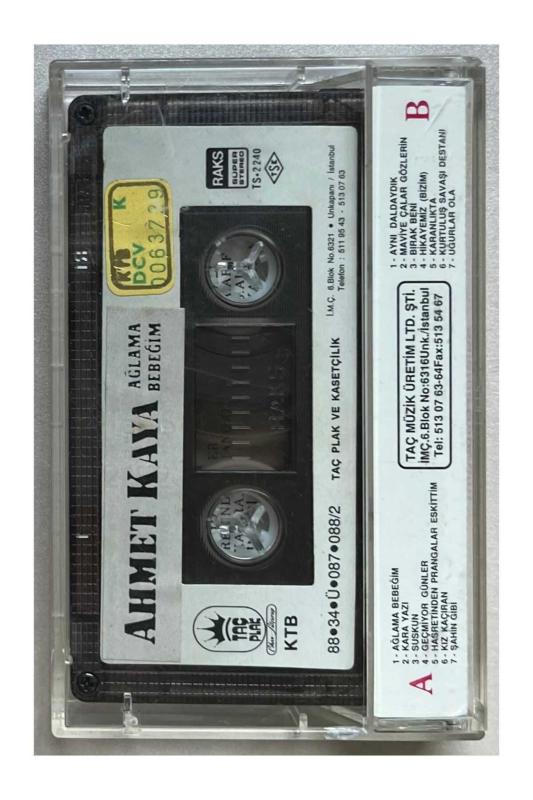 AHMET KAYA
AĞLAMA
BEBEĞIM
K
DCV
RAKS
SUPER
STEREO
TS•2240
TSE
TAÇ
PLAK
KTB
88•34•Ü•087•088/2
TAÇ PLAK VE KASETÇİLİK
İ.M.Ç. 6.Blok No.6321 • Unkapanı / İstanbul
Telefon : 511 95 43 - 513 07 63
A
1 - AĞLAMA BEBEĞİM
2 - KARA YAZI
3 - SUSKUN
4 - GEÇMİYOR GÜNLER
5 - HASRETİNDEN PRANGALAR ESKİTTİM
6 - KIZ KAÇIRAN
7 - ŞAHİN GİBİ
TAÇ MÜZİK ÜRETİM LTD. ŞTİ.
İMÇ.6.Blok No:6316Unk./İstanbul
Tel: 513 07 63-64Fax:513 54 67
B
1 - AYNI DALDAYDIK
2 - MAVİYE ÇALAR GÖZLERİN
3 - BIRAK BENİ
4 - HİKAYEMİZ (BİZİM)
5 - KARANLIKTA
6 - KURTULUŞ SAVAŞI DESTANI
7 - UĞURLAR OLA